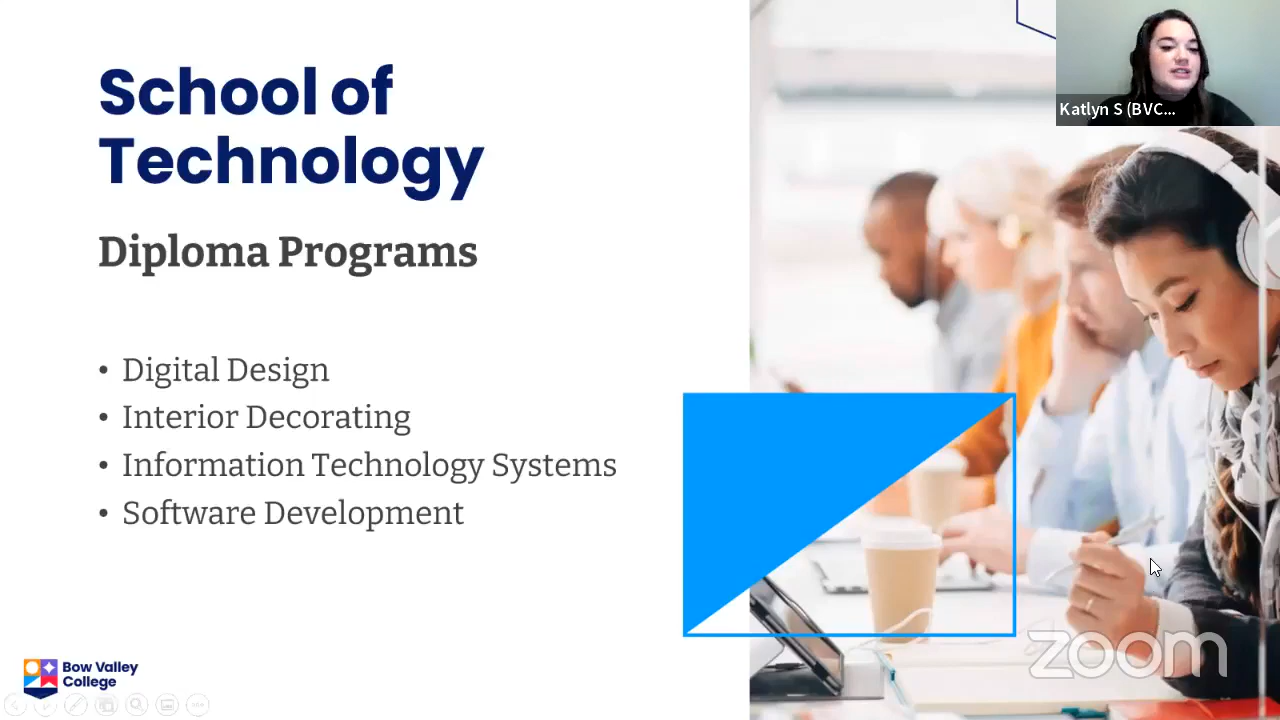 School of
Technology
Diploma Programs
• Digital Design
• Interior Decorating
• Information Technology Systems
• Software Development
Bow Valley
College
Katlyn S (BVC...
zoom